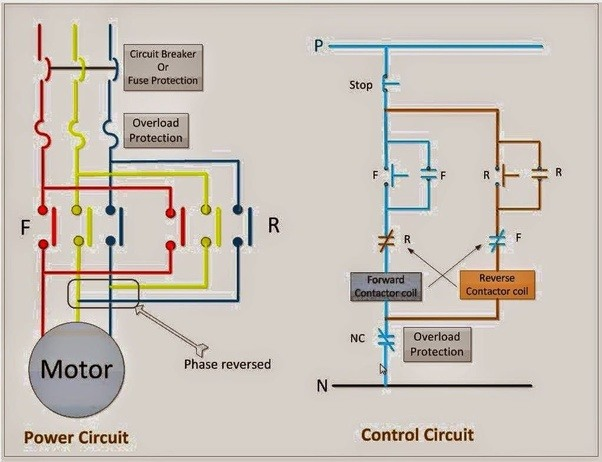 Circuit Breaker
Or
Fuse Protection
Overload
Protection
F
R
Phase reversed
Motor
Power Circuit
P
Stop
F
F
R
R
R
F
Forward
Contactor coil
Reverse
Contactor coil
NC
Overload
Protection
N
Control Circuit